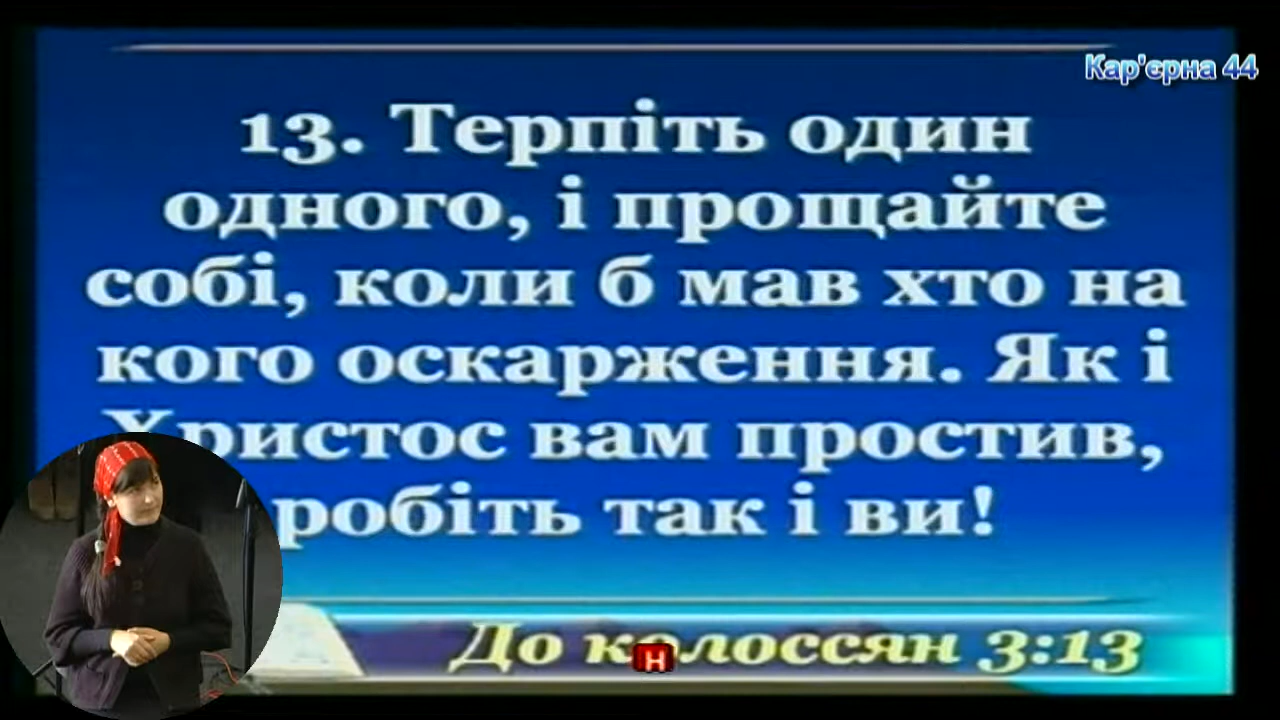 Кар'єрна 44
13. Терпіть один
одного, і прощайте
собі, коли б мав хто на
кого оскарження. Як і
Христос вам простив,
робіть так і ви!
До колоссян 3:13
Н